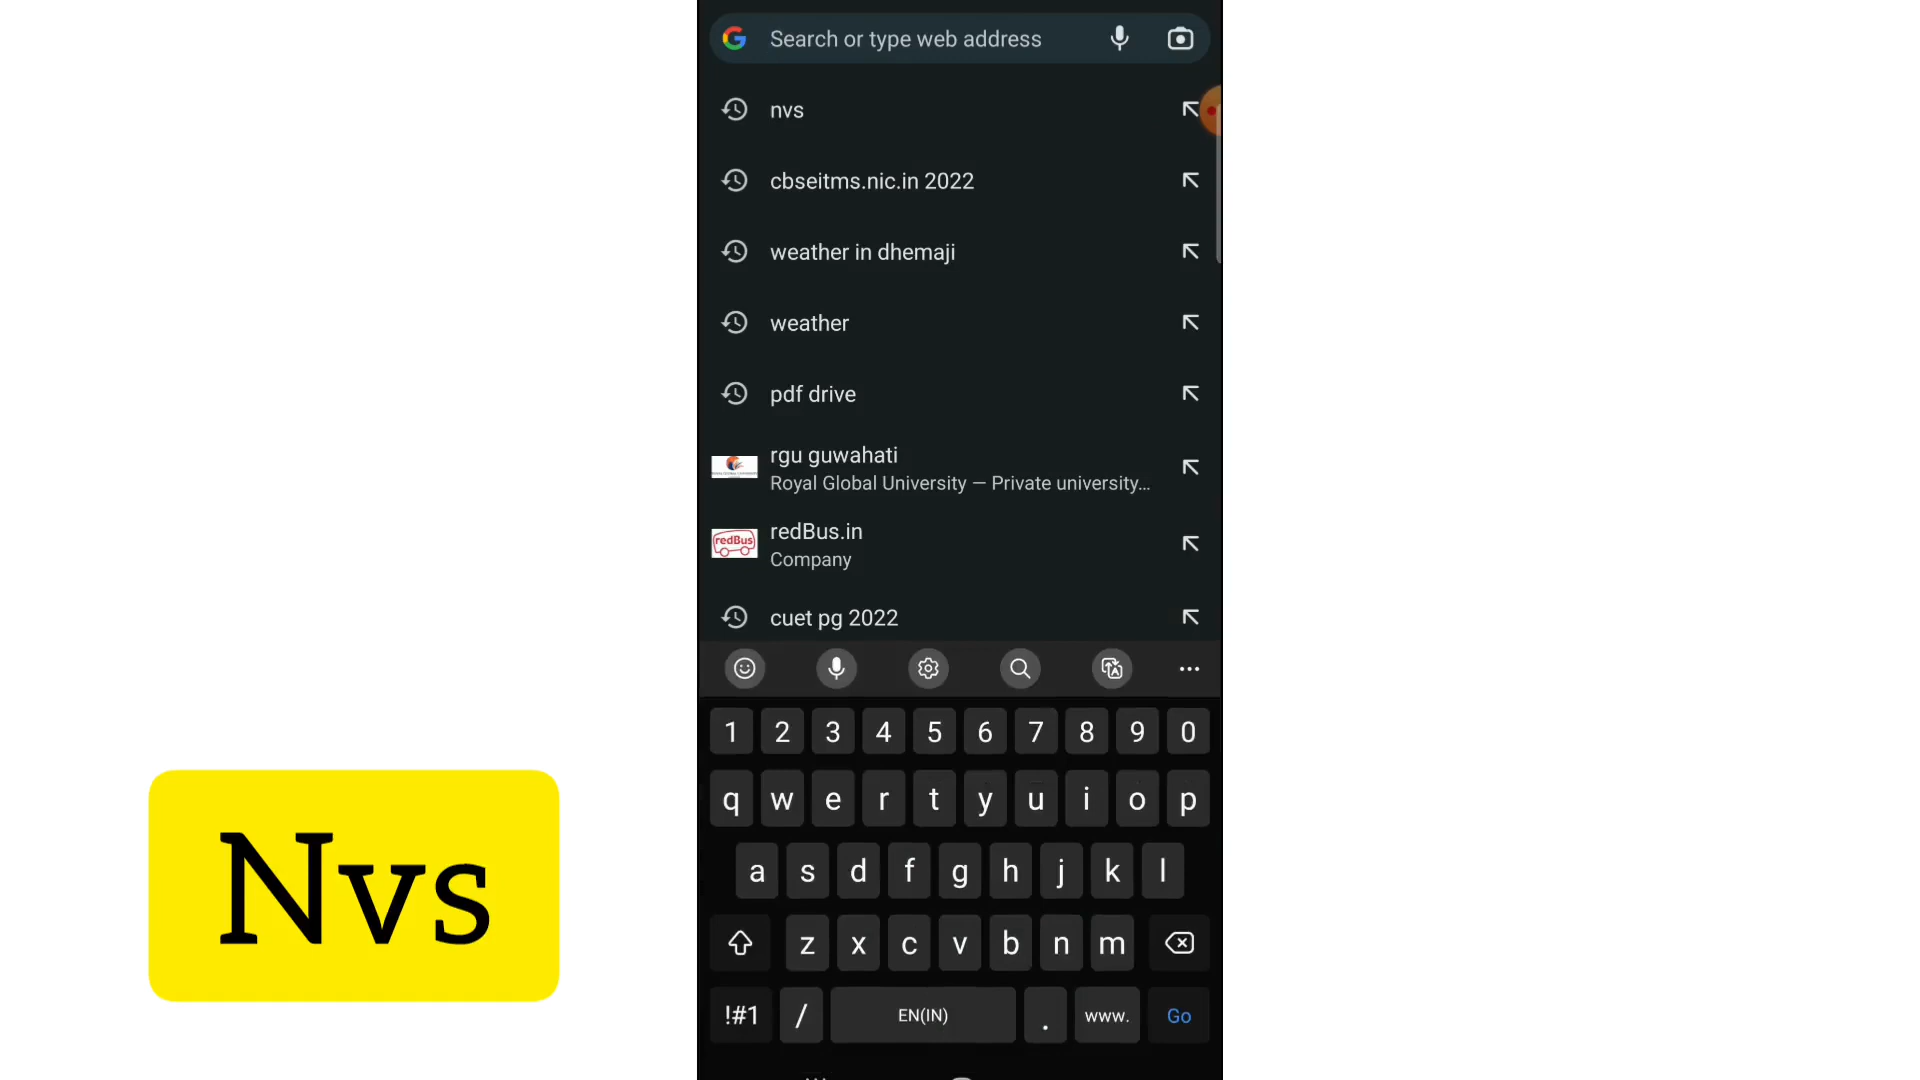 Search or type web address
nvs
cbseitms.nic.in 2022
weather in dhemaji
weather
pdf drive
rgu guwahati
Royal Global University — Private university...
redBus
redBus.in
Company
cuet pg 2022
1 2 3 4 5 6 7 8 9 0
q w e r t y u i o p
a s d f g h j k l
z x c v b n m
!#1 / EN(IN) . www. Go
Nvs